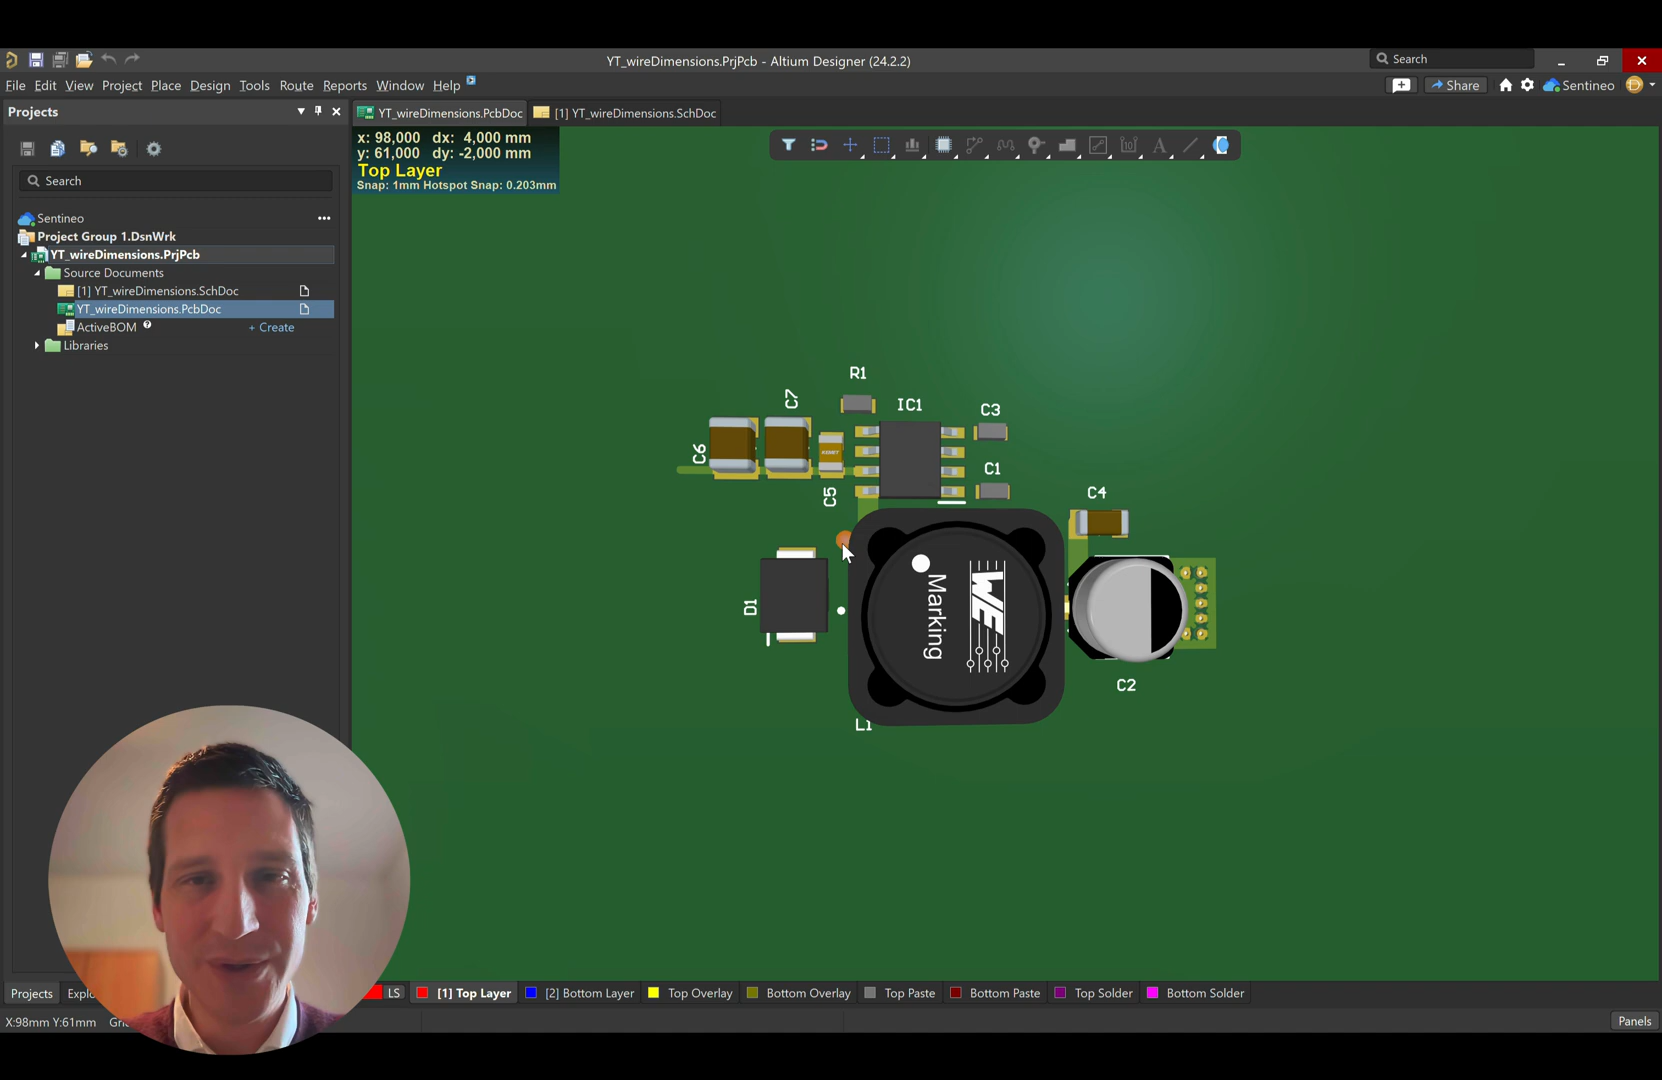 YT_wireDimensions.PrjPcb - Altium Designer (24.2.2)
Search
File Edit View Project Place Design Tools Route Reports Window Help
Share
Sentineo
D
Projects
YT_wireDimensions.PcbDoc
[1] YT_wireDimensions.SchDoc
x: 98,000 dx: 4,000 mm
y: 61,000 dy: -2,000 mm
Top Layer
Snap: 1mm Hotspot Snap: 0.203mm
Search
Sentineo
Project Group 1.DsnWrk
YT_wireDimensions.PrjPcb
Source Documents
[1] YT_wireDimensions.SchDoc
YT_wireDimensions.PcbDoc
ActiveBOM
+ Create
Libraries
R1
C7
IC1
C3
C6
KEMET
C1
C5
C4
D1
Marking
WE
C2
L1
Projects
Explo
LS
[1] Top Layer
[2] Bottom Layer
Top Overlay
Bottom Overlay
Top Paste
Bottom Paste
Top Solder
Bottom Solder
X:98mm Y:61mm
Panels